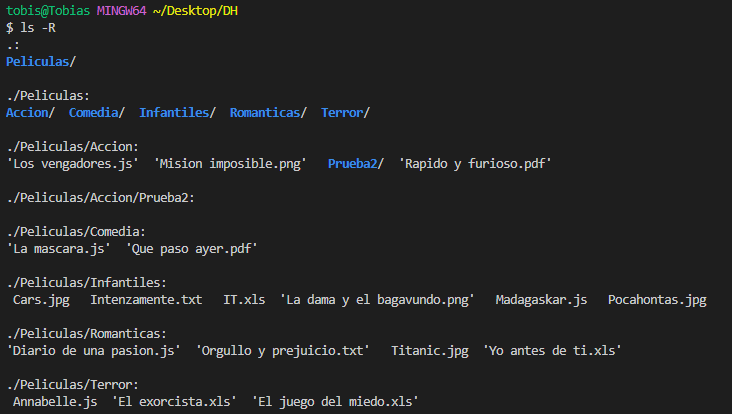 tobis@Tobias MINGW64 ~/Desktop/DH
$ ls -R
.:
Peliculas/
./Peliculas:
Accion/  Comedia/  Infantiles/  Romanticas/  Terror/
./Peliculas/Accion:
'Los vengadores.js'  'Mision imposible.png'   Prueba2/  'Rapido y furioso.pdf'
./Peliculas/Accion/Prueba2:
./Peliculas/Comedia:
'La mascara.js'  'Que paso ayer.pdf'
./Peliculas/Infantiles:
Cars.jpg   Intenzamente.txt   IT.xls  'La dama y el bagavundo.png'   Madagaskar.js   Pocahontas.jpg
./Peliculas/Romanticas:
'Diario de una pasion.js'  'Orgullo y prejuicio.txt'   Titanic.jpg  'Yo antes de ti.xls'
./Peliculas/Terror:
Annabelle.js  'El exorcista.xls'  'El juego del miedo.xls'